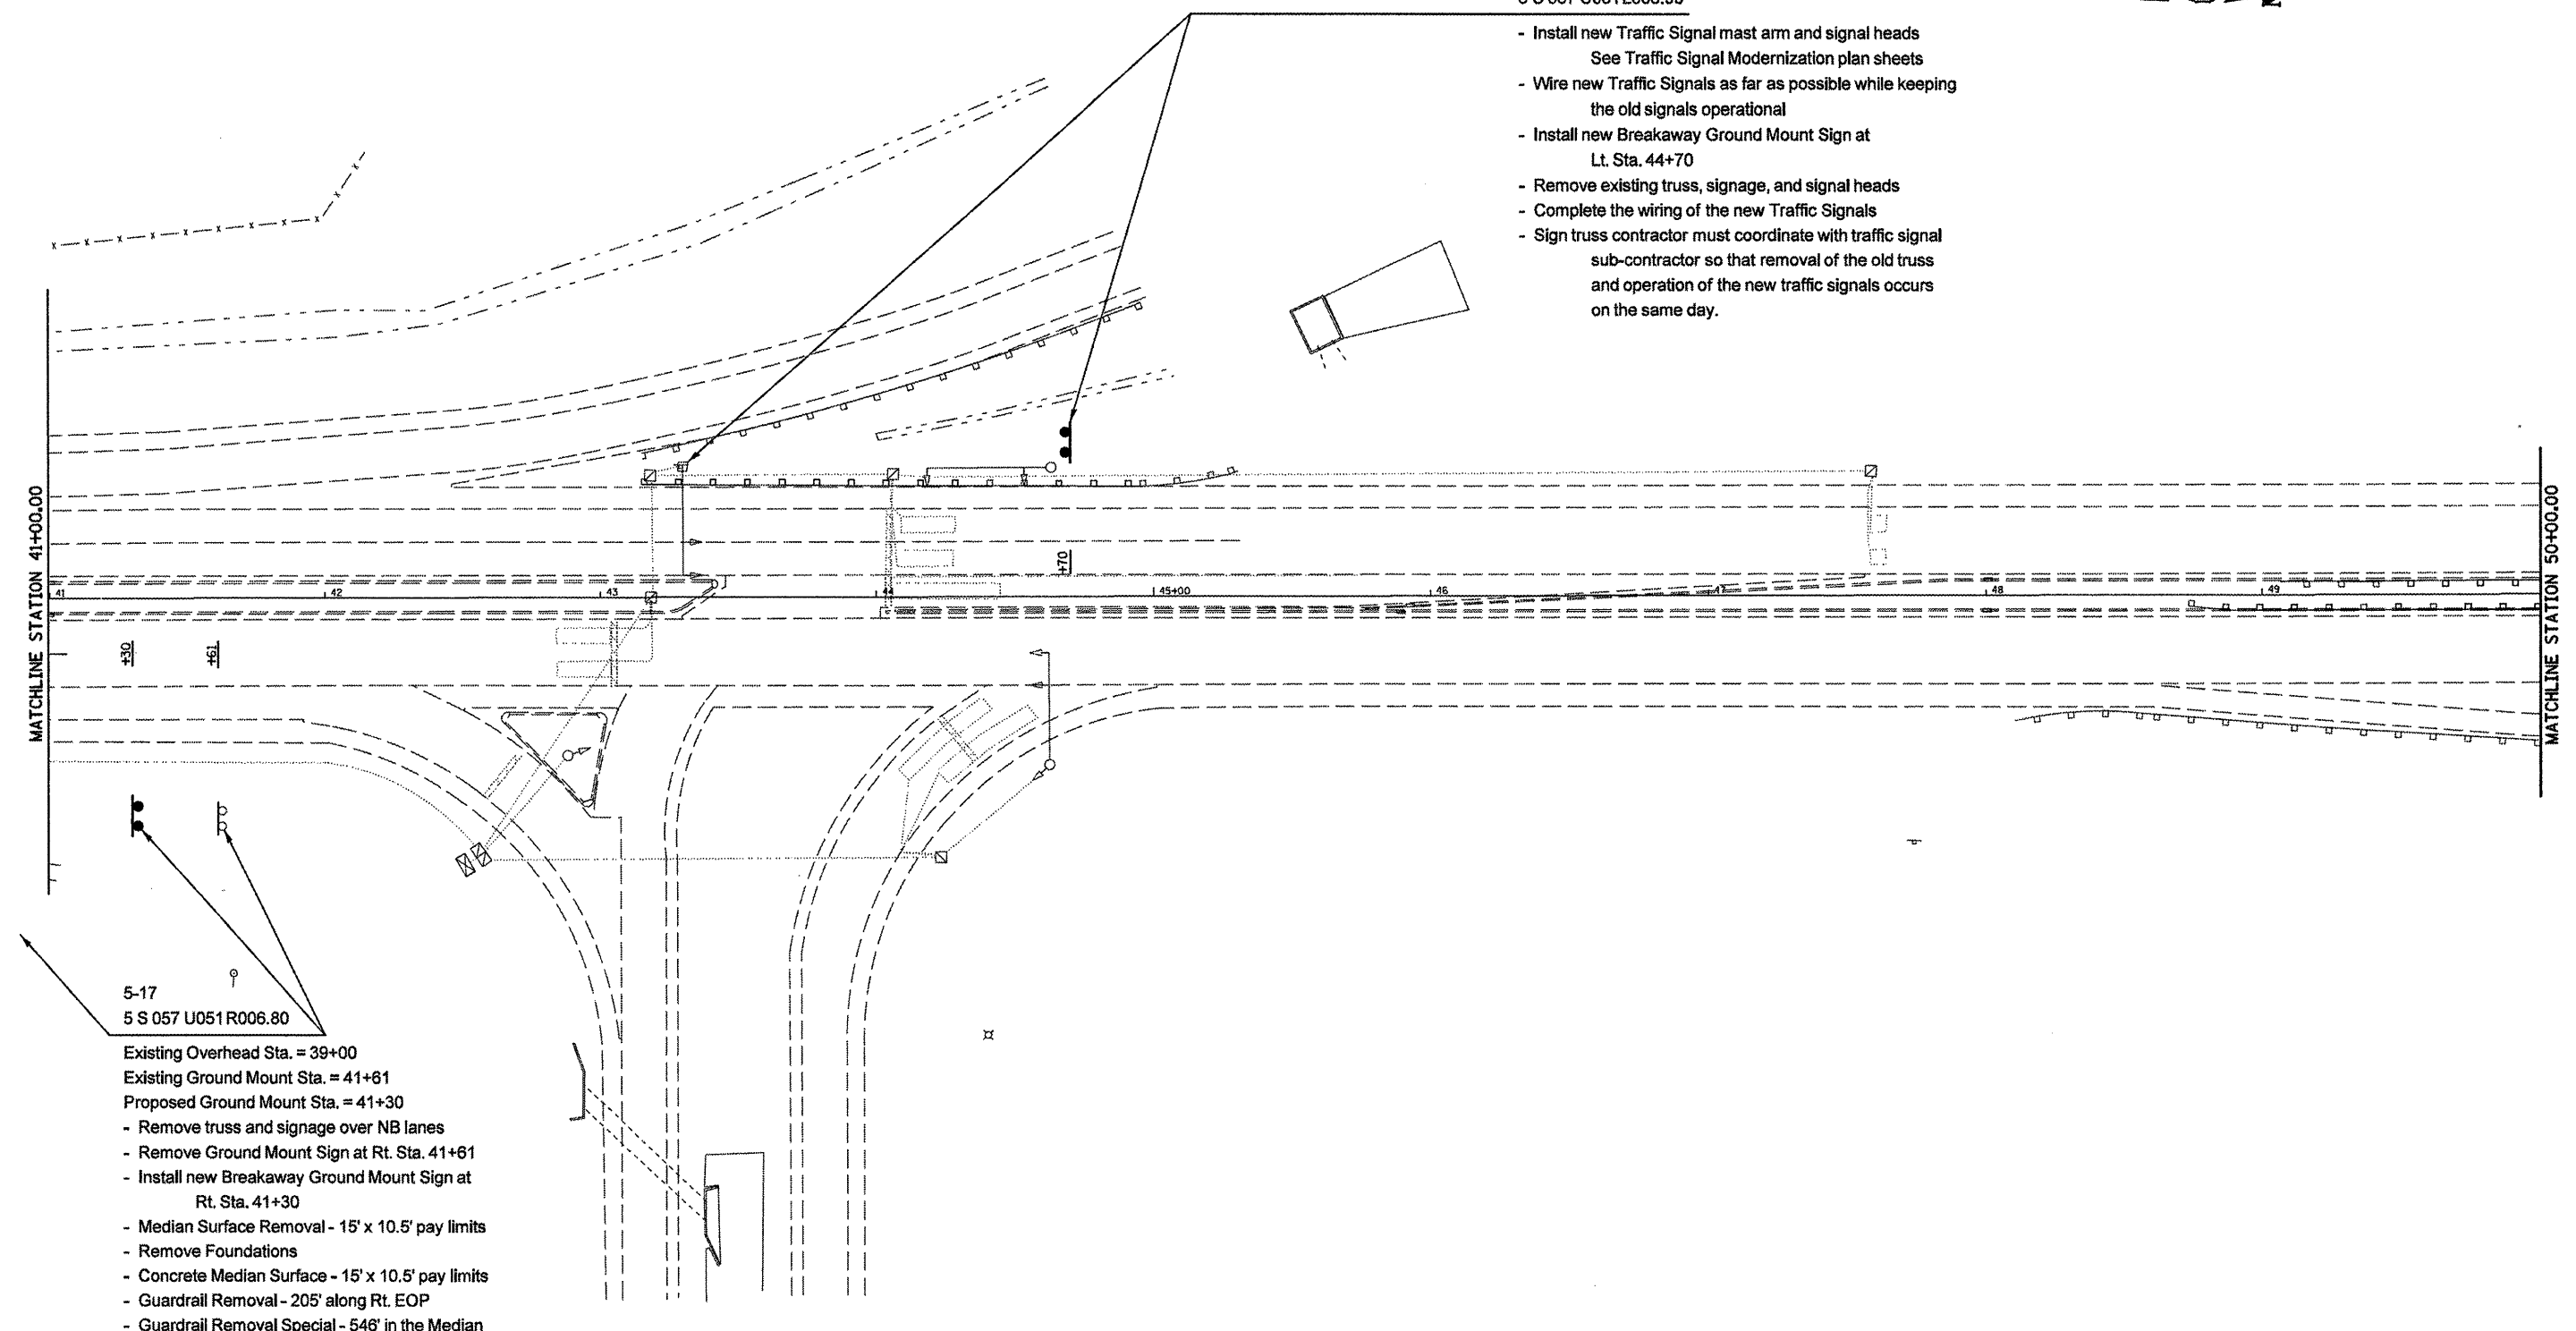 - Install new Traffic Signal mast arm and signal heads
See Traffic Signal Modernization plan sheets
- Wire new Traffic Signals as far as possible while keeping
the old signals operational
- Install new Breakaway Ground Mount Sign at
Lt. Sta. 44+70
- Remove existing truss, signage, and signal heads
- Complete the wiring of the new Traffic Signals
- Sign truss contractor must coordinate with traffic signal
sub-contractor so that removal of the old truss
and operation of the new traffic signals occurs
on the same day.
MATCHLINE STATION 41+00.00
MATCHLINE STATION 50+00.00
+70
41
42
43
44
45+00
46
47
48
49
+30
+61
5-17
5 S 057 U051 R006.80
Existing Overhead Sta. = 39+00
Existing Ground Mount Sta. = 41+61
Proposed Ground Mount Sta. = 41+30
- Remove truss and signage over NB lanes
- Remove Ground Mount Sign at Rt. Sta. 41+61
- Install new Breakaway Ground Mount Sign at
Rt. Sta. 41+30
- Median Surface Removal - 15' x 10.5' pay limits
- Remove Foundations
- Concrete Median Surface - 15' x 10.5' pay limits
- Guardrail Removal - 205' along Rt. EOP
- Guardrail Removal Special - 546' in the Median